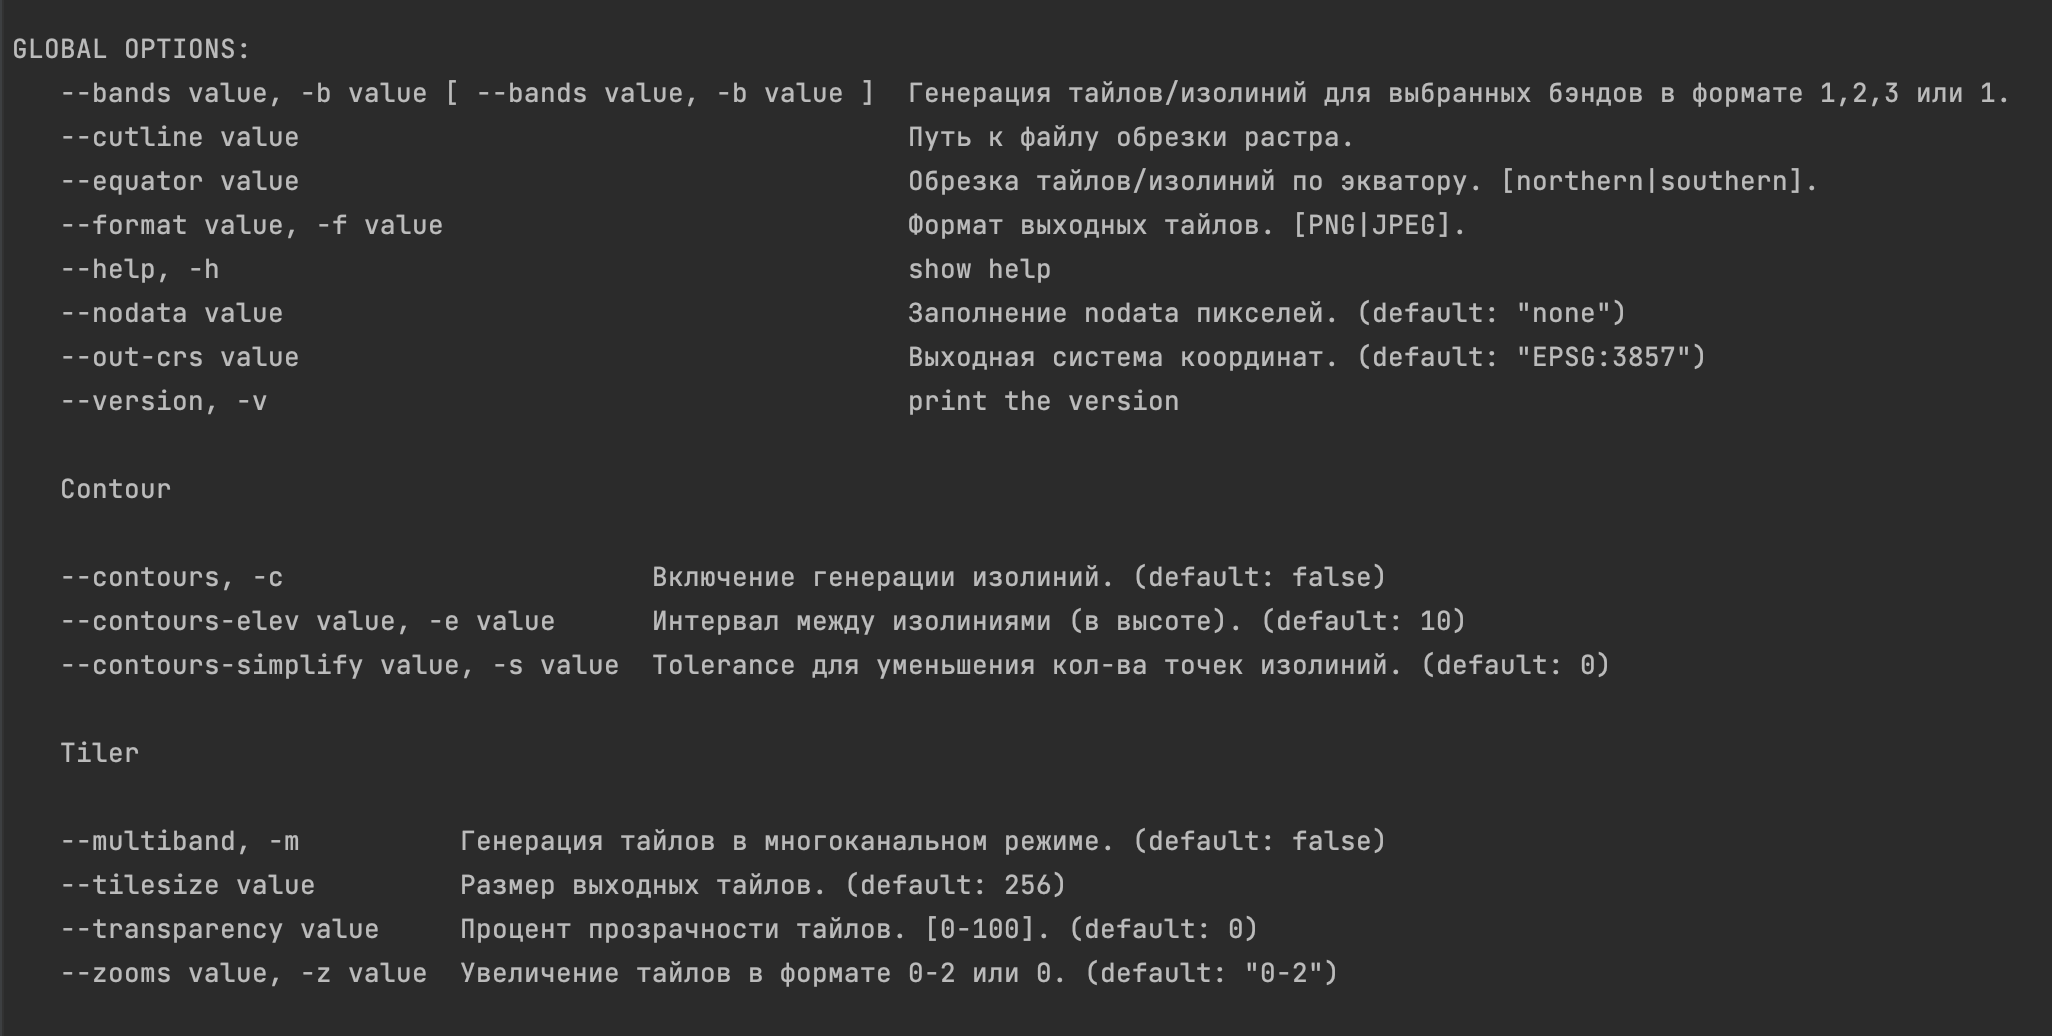 GLOBAL OPTIONS:
--bands value, -b value [ --bands value, -b value ]  Генерация тайлов/изолиний для выбранных бэндов в формате 1,2,3 или 1.
--cutline value  Путь к файлу обрезки растра.
--equator value  Обрезка тайлов/изолиний по экватору. [northern|southern].
--format value, -f value  Формат выходных тайлов. [PNG|JPEG].
--help, -h  show help
--nodata value  Заполнение nodata пикселей. (default: "none")
--out-crs value  Выходная система координат. (default: "EPSG:3857")
--version, -v  print the version
Contour
--contours, -c  Включение генерации изолиний. (default: false)
--contours-elev value, -e value  Интервал между изолиниями (в высоте). (default: 10)
--contours-simplify value, -s value  Tolerance для уменьшения кол-ва точек изолиний. (default: 0)
Tiler
--multiband, -m  Генерация тайлов в многоканальном режиме. (default: false)
--tilesize value  Размер выходных тайлов. (default: 256)
--transparency value  Процент прозрачности тайлов. [0-100]. (default: 0)
--zooms value, -z value  Увеличение тайлов в формате 0-2 или 0. (default: "0-2")